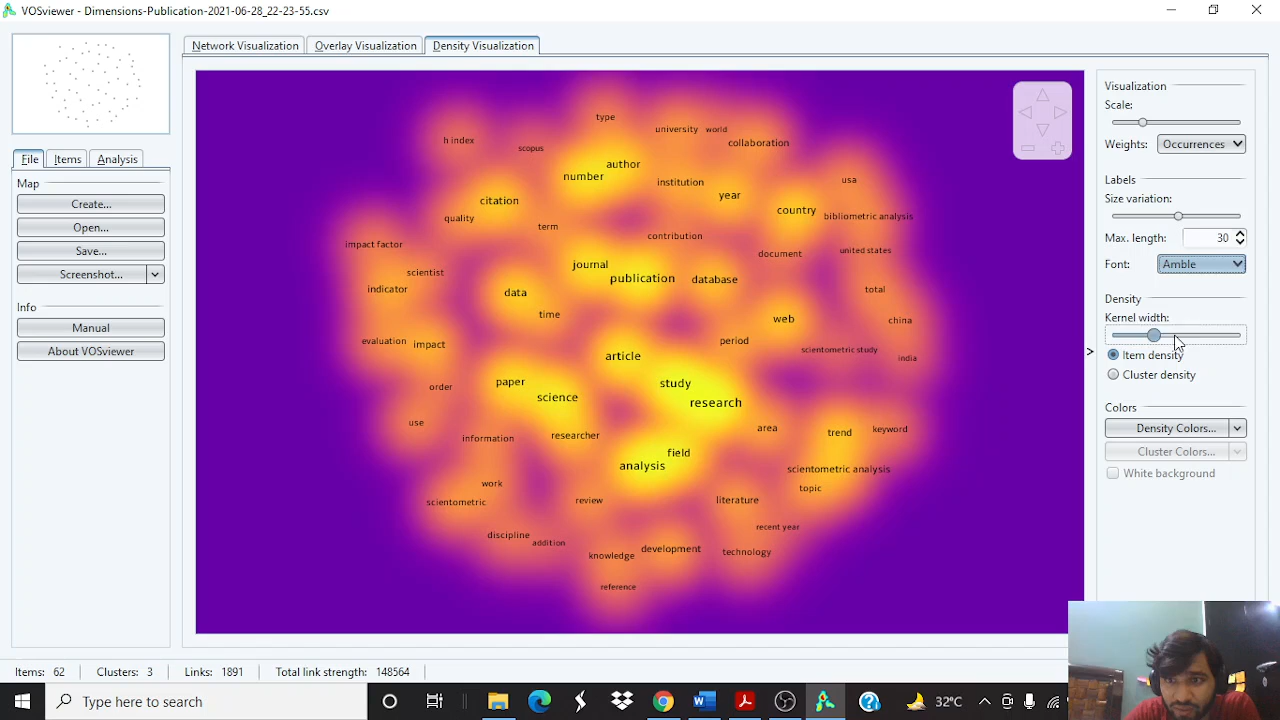 VOSviewer - Dimensions-Publication-2021-06-28_22-23-55.csv
Network Visualization
Overlay Visualization
Density Visualization
File
Items
Analysis
Map
Create...
Open...
Save...
Screenshot...
Info
Manual
About VOSviewer
type
university
world
h index
scopus
collaboration
author
number
institution
year
usa
citation
quality
country
bibliometric analysis
term
contribution
impact factor
document
united states
scientist
journal
publication
database
indicator
data
total
time
web
china
evaluation
impact
period
scientometric study
india
article
order
paper
science
study
research
use
information
researcher
area
trend
keyword
field
analysis
scientometric analysis
work
scientometric
review
literature
topic
discipline
addition
recent year
knowledge
development
technology
reference
Visualization
Scale:
Weights: Occurrences
Labels
Size variation:
Max. length: 30
Font: Amble
Density
Kernel width:
>
Item density
Cluster density
Colors
Density Colors...
Cluster Colors...
White background
Items: 62
Clusters: 3
Links: 1891
Total link strength: 148564
Type here to search
32°C